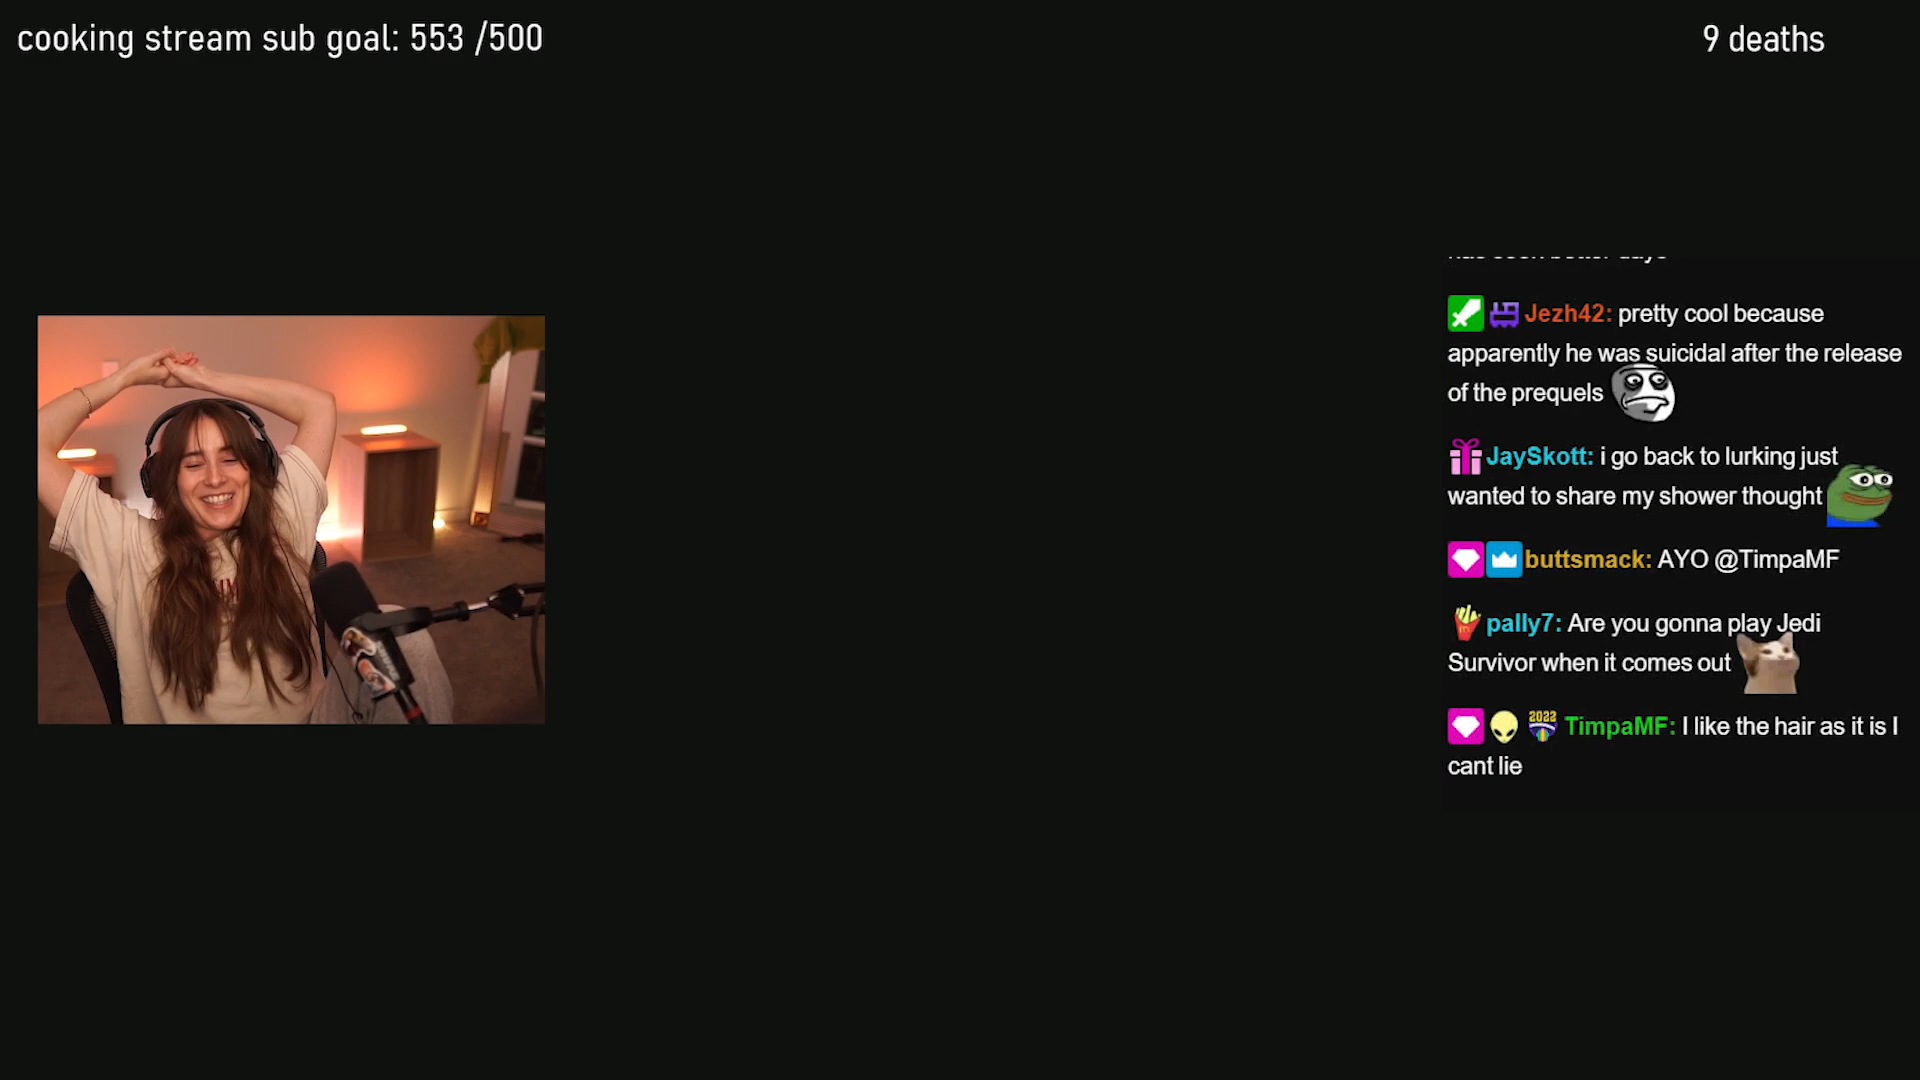 cooking stream sub goal: 553 /500
9 deaths
Jezh42: pretty cool because
apparently he was suicidal after the release
of the prequels
JaySkott: i go back to lurking just
wanted to share my shower thought
buttsmack: AYO @TimpaMF
pally7: Are you gonna play Jedi
Survivor when it comes out
2022 TimpaMF: I like the hair as it is I
cant lie